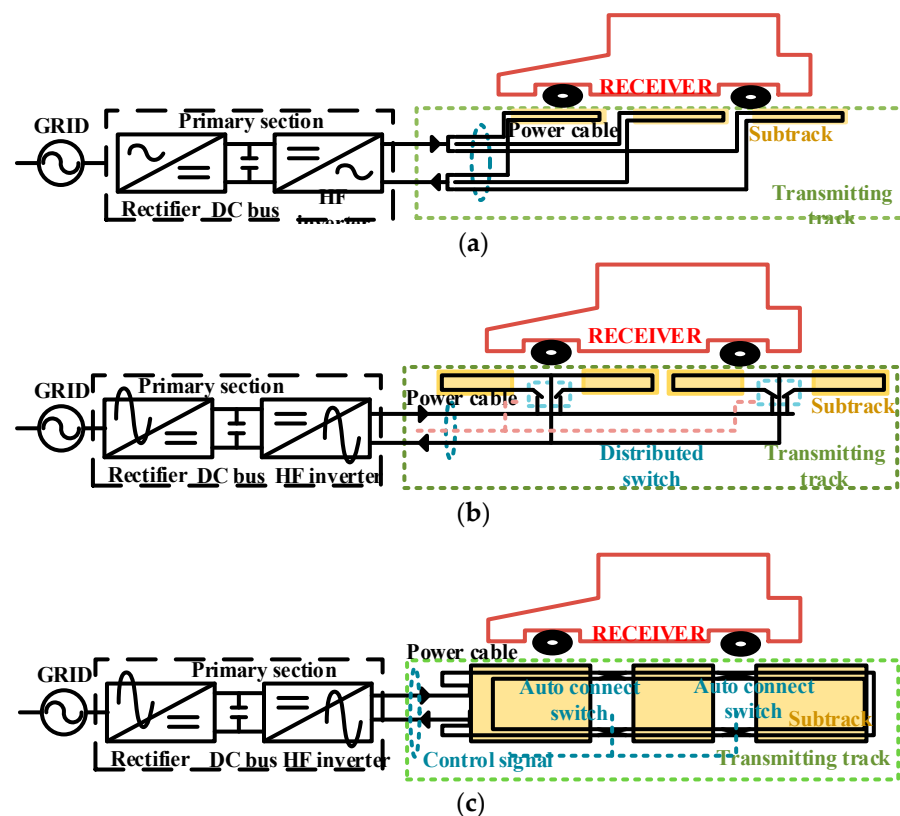 RECEIVER
GRID
Primary section
Power cable
Subtrack
Rectifier DC bus HF
Transmitting
track
(a)
RECEIVER
GRID
Primary section
Power cable
Subtrack
Rectifier DC bus HF inverter
Distributed
switch
Transmitting
track
(b)
RECEIVER
Power cable
GRID
Primary section
Auto connect
switch
Auto connect
switch
Subtrack
Rectifier DC bus HF inverter
Control signal
Transmitting track
(c)